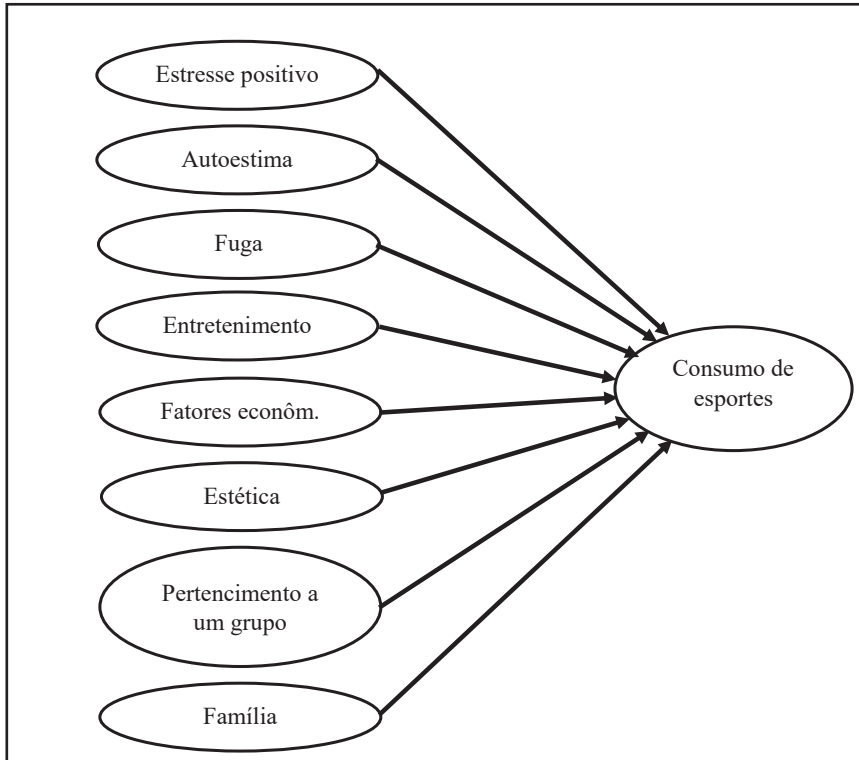 Estresse positivo
Autoestima
Fuga
Entretenimento
Fatores econôm.
Estética
Pertencimento a
um grupo
Família
Consumo de
esportes